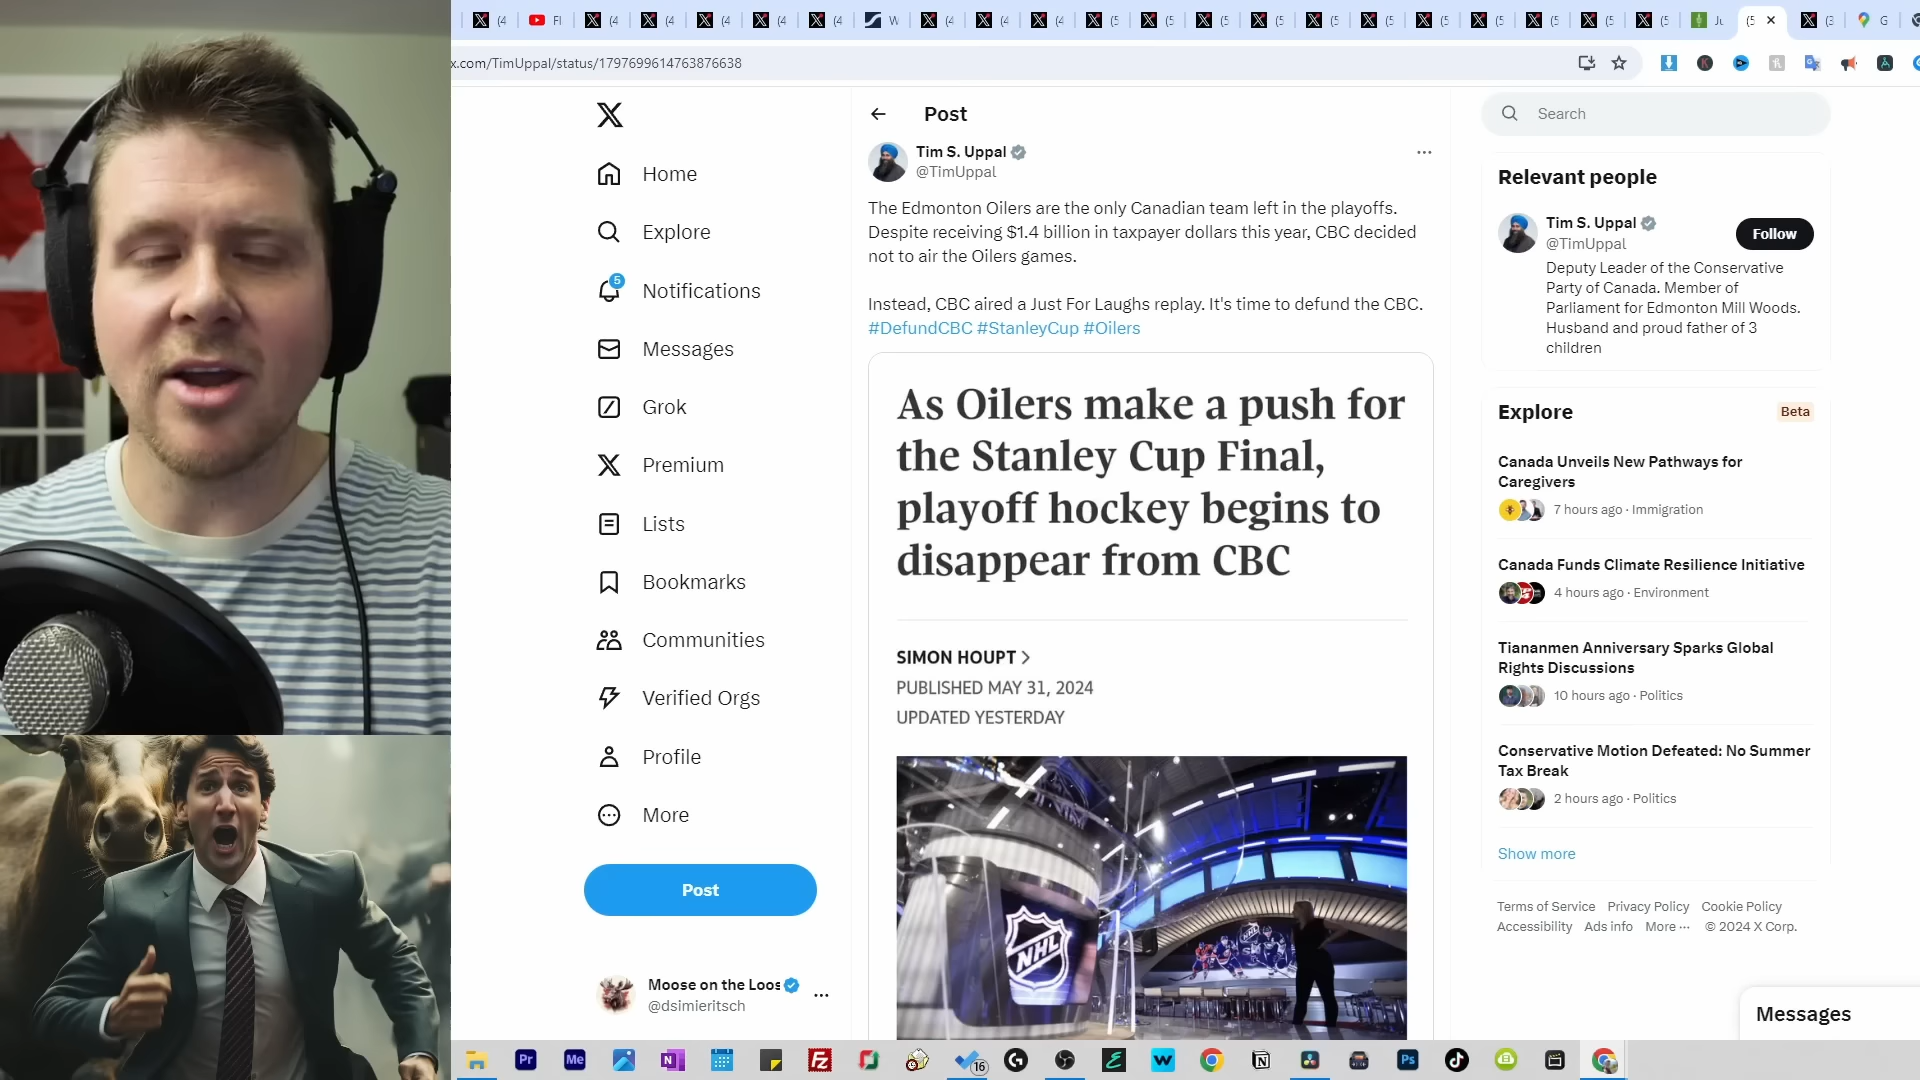 x.com/TimUppal/status/1797699614763876638
Home
Explore
5
Notifications
Messages
Grok
Premium
Lists
Bookmarks
Communities
Verified Orgs
Profile
More
Post
Moose on the Loos
@dsimieritsch
Post
Tim S. Uppal
@TimUppal
The Edmonton Oilers are the only Canadian team left in the playoffs.
Despite receiving $1.4 billion in taxpayer dollars this year, CBC decided
not to air the Oilers games.
Instead, CBC aired a Just For Laughs replay. It's time to defund the CBC.
#DefundCBC #StanleyCup #Oilers
As Oilers make a push for
the Stanley Cup Final,
playoff hockey begins to
disappear from CBC
SIMON HOUPT >
PUBLISHED MAY 31, 2024
UPDATED YESTERDAY
NHL
NHL
Search
Relevant people
Tim S. Uppal
@TimUppal
Follow
Deputy Leader of the Conservative
Party of Canada. Member of
Parliament for Edmonton Mill Woods.
Husband and proud father of 3
children
Explore
Beta
Canada Unveils New Pathways for
Caregivers
7 hours ago · Immigration
Canada Funds Climate Resilience Initiative
4 hours ago · Environment
Tiananmen Anniversary Sparks Global
Rights Discussions
10 hours ago · Politics
Conservative Motion Defeated: No Summer
Tax Break
2 hours ago · Politics
Show more
Terms of Service Privacy Policy Cookie Policy
Accessibility Ads info More ··· © 2024 X Corp.
Messages
Pr
Me
16
Ps